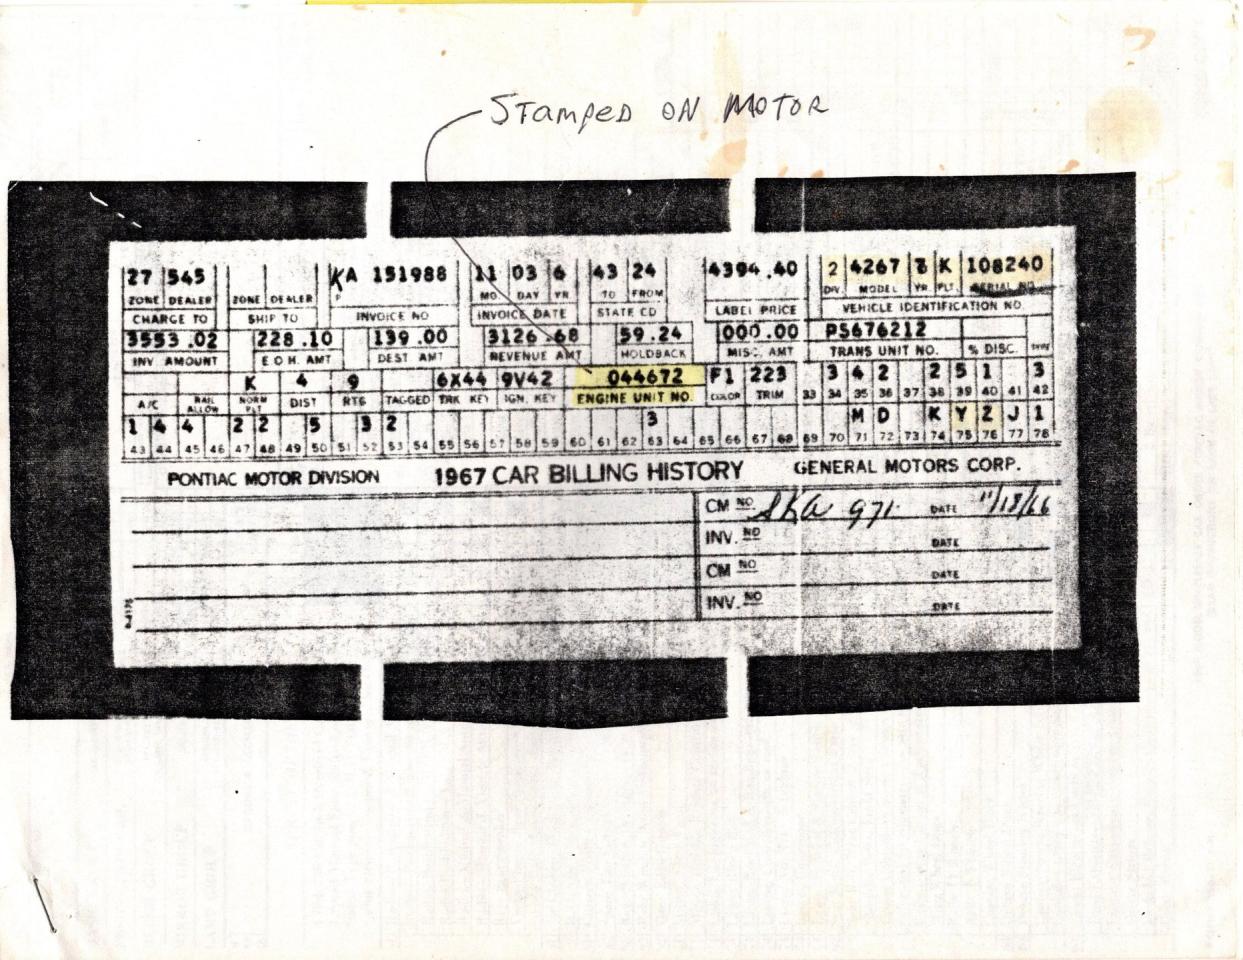 STAMPED ON MOTOR
27 545 KA 151988 11 03 6 43 24 4394.40 2 4267 K 108240
ZONE DEALER ZONE DEALER P MO. DAY YR TO FROM DIV. MODEL YR PLT. SERIAL NO.
CHARGE TO SHIP TO INVOICE NO INVOICE DATE STATE CD LABEL PRICE VEHICLE IDENTIFICATION NO.
3553.02 228.10 139.00 3126.68 59.24 000.00 PS676212
INV AMOUNT E O H. AMT DEST AMT REVENUE AMT HOLDBACK MISC. AMT TRANS UNIT NO. % DISC. TYPE
K 4 9 6X44 9V42 044672 F1 223 3 4 2 2 5 1 3
A/C RAIL ALLOW NORM PLT DIST RTG TAGGED TRK KEY IGN. KEY ENGINE UNIT NO. COLOR TRIM 33 34 35 36 37 38 39 40 41 42
1 4 4 2 2 5 3 2 3 M D K Y Z J 1
43 44 45 46 47 48 49 50 51 52 53 54 55 56 57 58 59 60 61 62 63 64 65 66 67 68 69 70 71 72 73 74 75 76 77 78
PONTIAC MOTOR DIVISION 1967 CAR BILLING HISTORY GENERAL MOTORS CORP.
CM NO 971 DATE 11/18/66
INV. NO DATE
CM NO DATE
INV. NO DATE